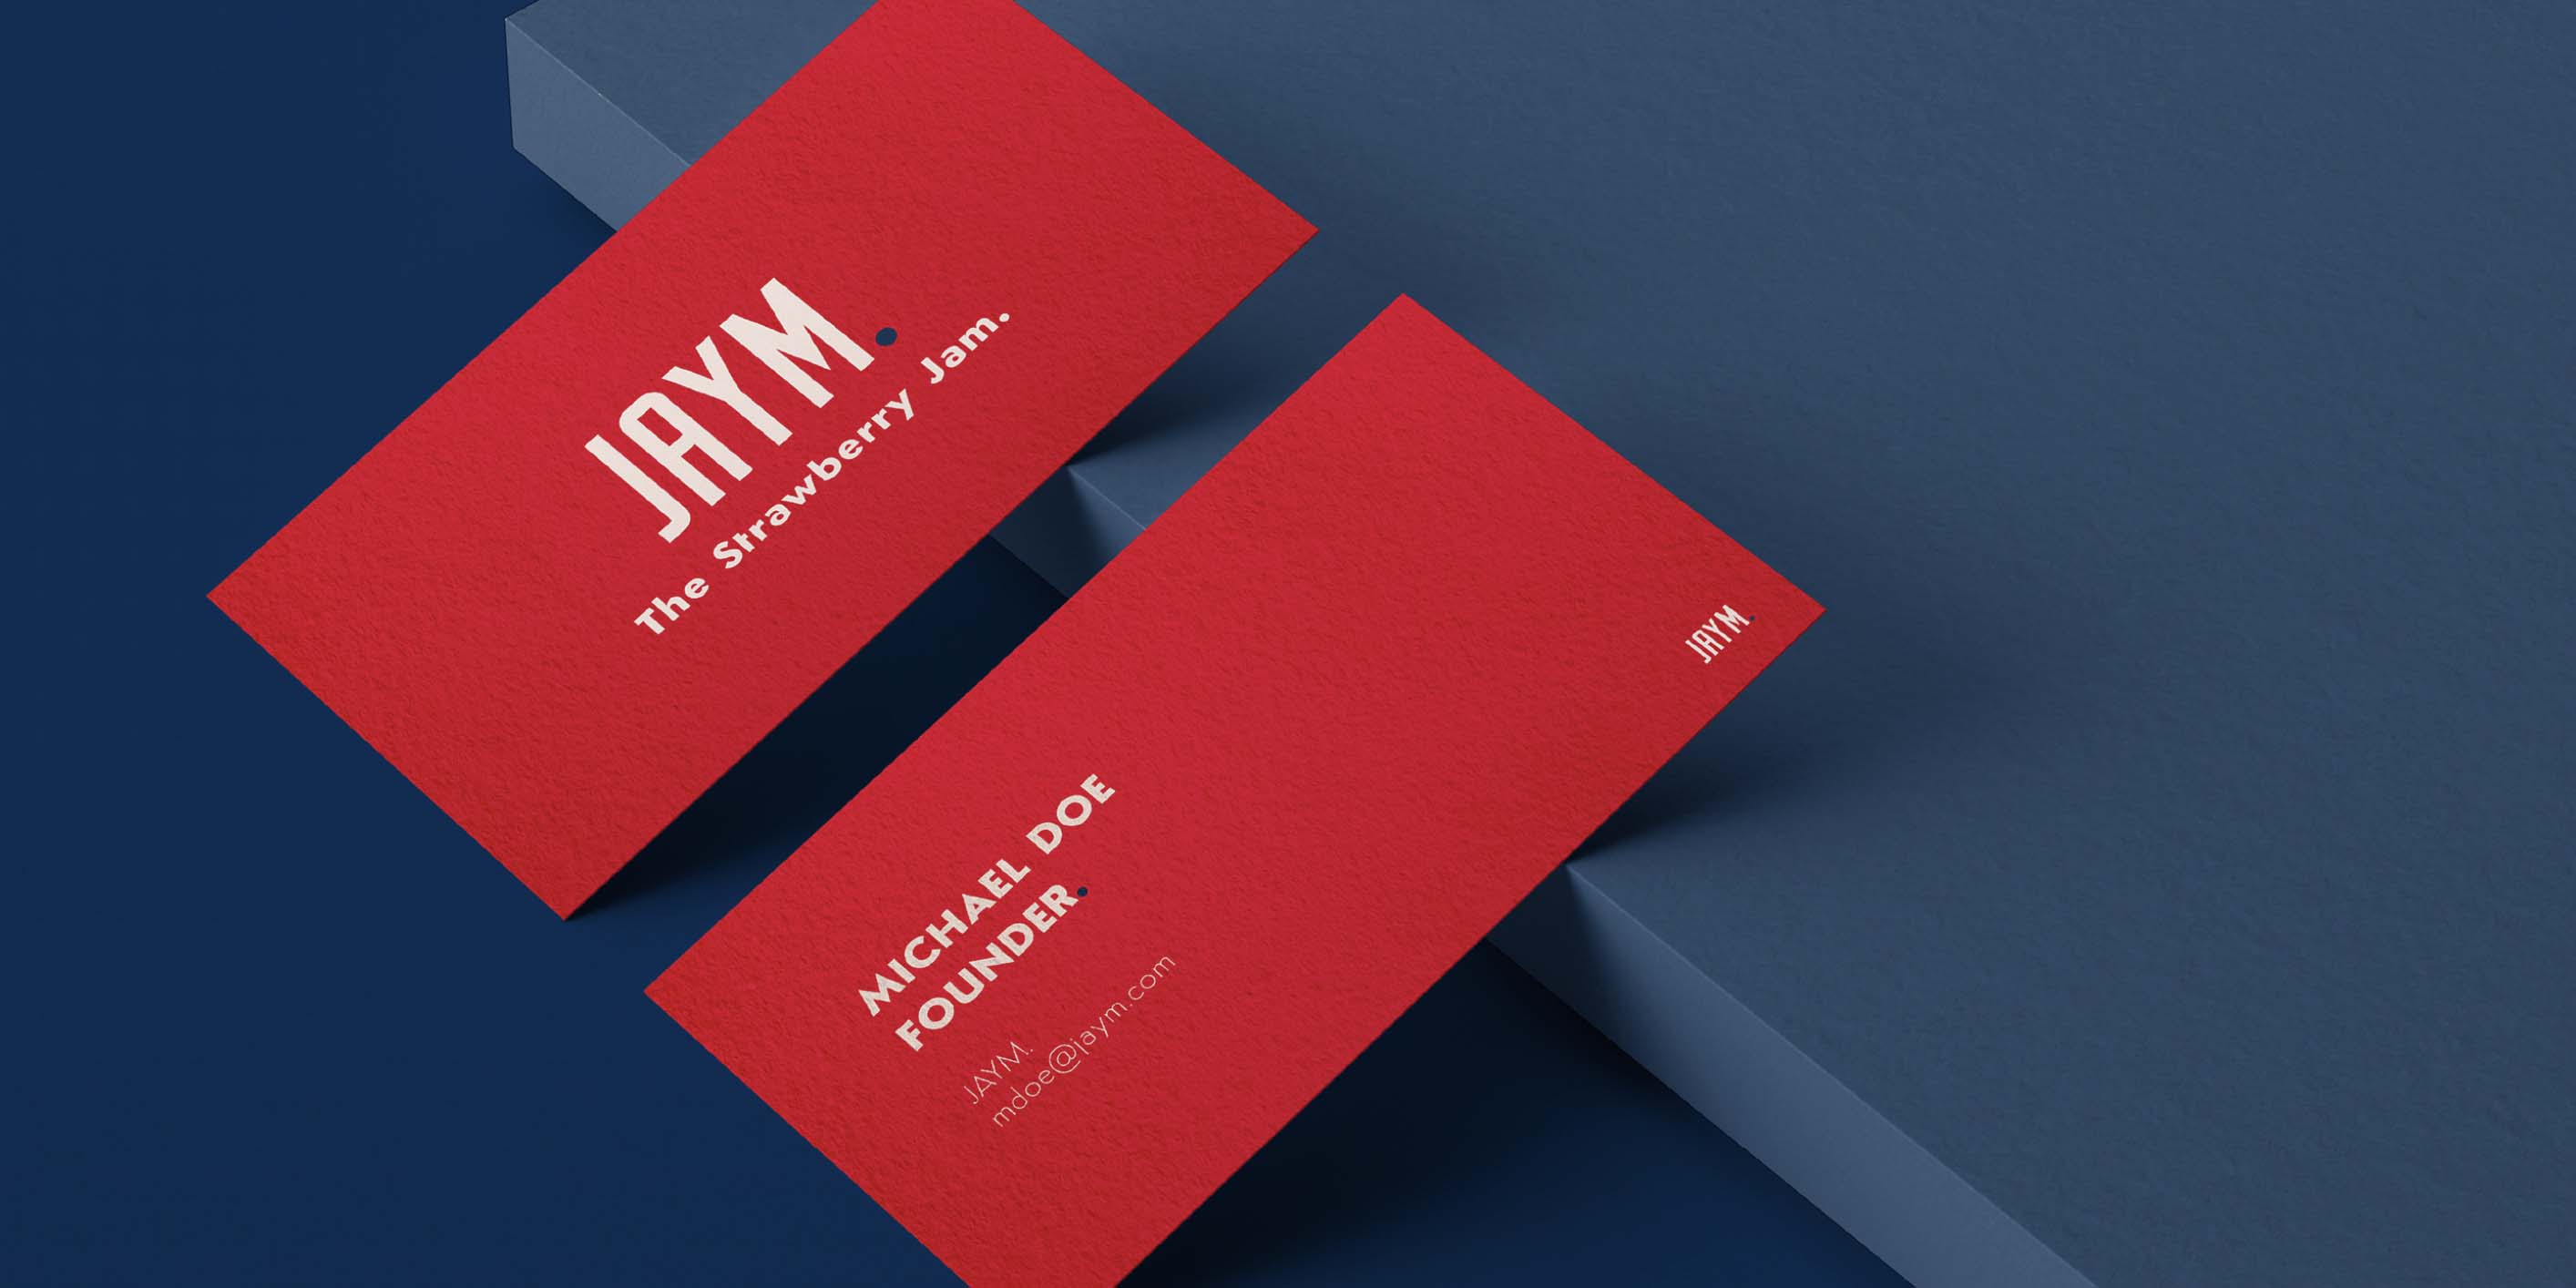 JAYM.
The Strawberry Jam.
MICHAEL DOE
FOUNDER.
JAYM.
mdoe@jaym.com
JAYM.